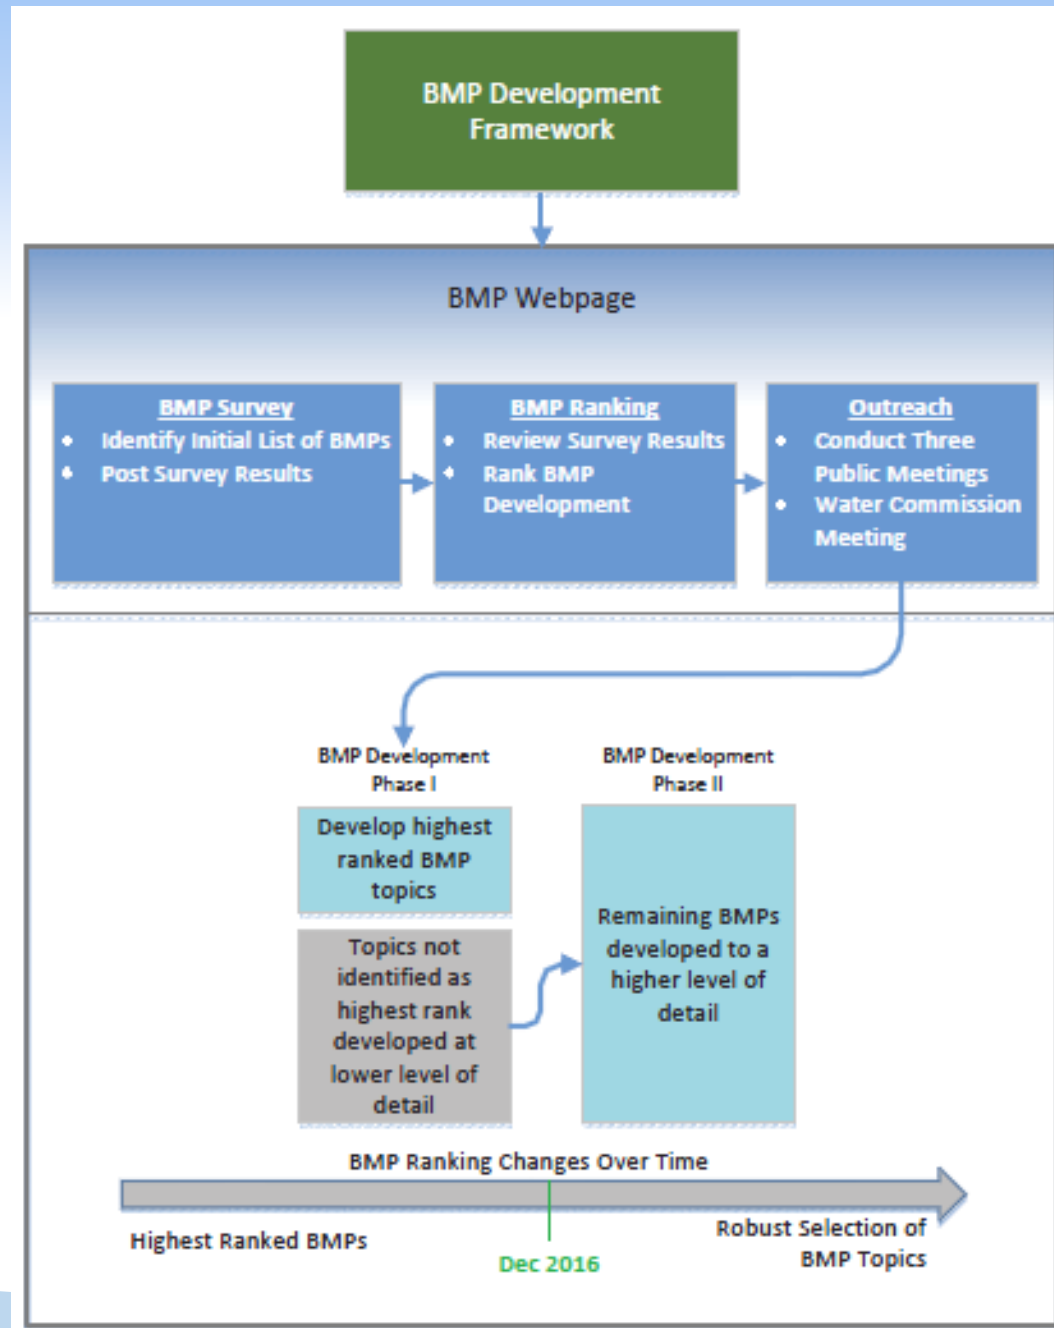 BMP Development
Framework
BMP Webpage
BMP Survey
• Identify Initial List of BMPs
• Post Survey Results
BMP Ranking
• Review Survey Results
• Rank BMP
Development
Outreach
• Conduct Three
Public Meetings
• Water Commission
Meeting
BMP Development
Phase I
Develop highest
ranked BMP
topics
Topics not
identified as
highest rank
developed at
lower level of
detail
BMP Development
Phase II
Remaining BMPs
developed to a
higher level of
detail
BMP Ranking Changes Over Time
Highest Ranked BMPs
Dec 2016
Robust Selection of
BMP Topics